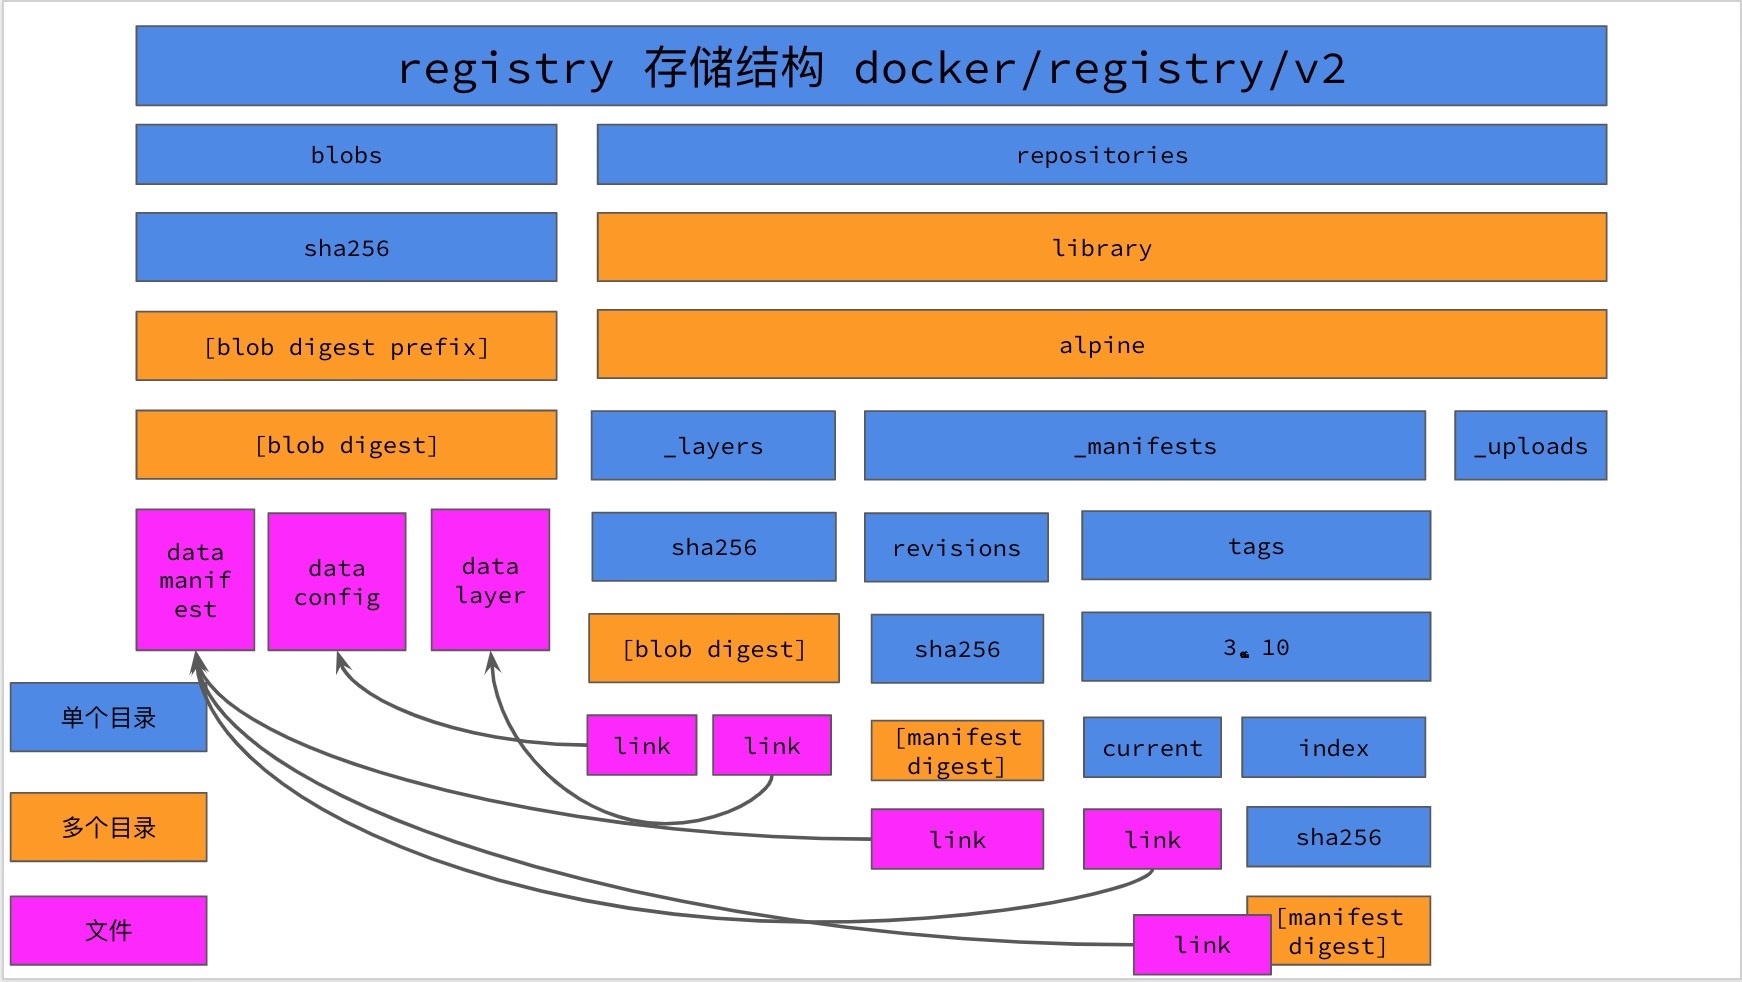 registry 存储结构 docker/registry/v2
blobs
repositories
sha256
library
[blob digest prefix]
alpine
[blob digest]
_layers
_manifests
_uploads
data
manif
est
data
config
data
layer
sha256
revisions
tags
[blob digest]
sha256
3。10
单个目录
link
link
[manifest
digest]
current
index
多个目录
link
link
sha256
文件
link
[manifest
digest]